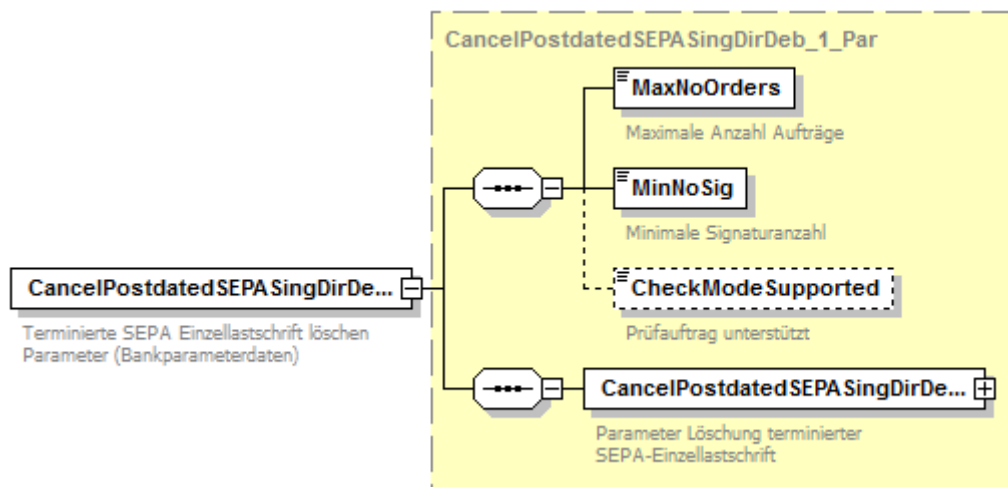 CancelPostdatedSEPASingDirDeb_1_Par
MaxNoOrders
Maximale Anzahl Aufträge
MinNoSig
Minimale Signaturanzahl
CheckModeSupported
Prüfauftrag unterstützt
CancelPostdatedSEPASingDirDe...
Terminierte SEPA Einzellastschrift löschen
Parameter (Bankparameterdaten)
CancelPostdatedSEPASingDirDe...
Parameter Löschung terminierter
SEPA-Einzellastschrift